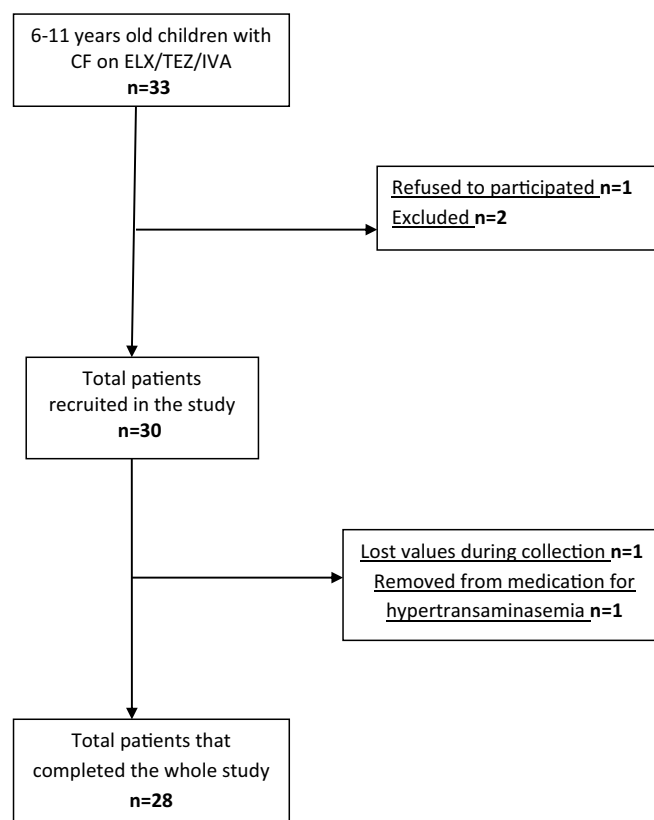 6-11 years old children with
CF on ELX/TEZ/IVA
n=33
Refused to participated n=1
Excluded n=2
Total patients
recruited in the study
n=30
Lost values during collection n=1
Removed from medication for
hypertransaminasemia n=1
Total patients that
completed the whole study
n=28